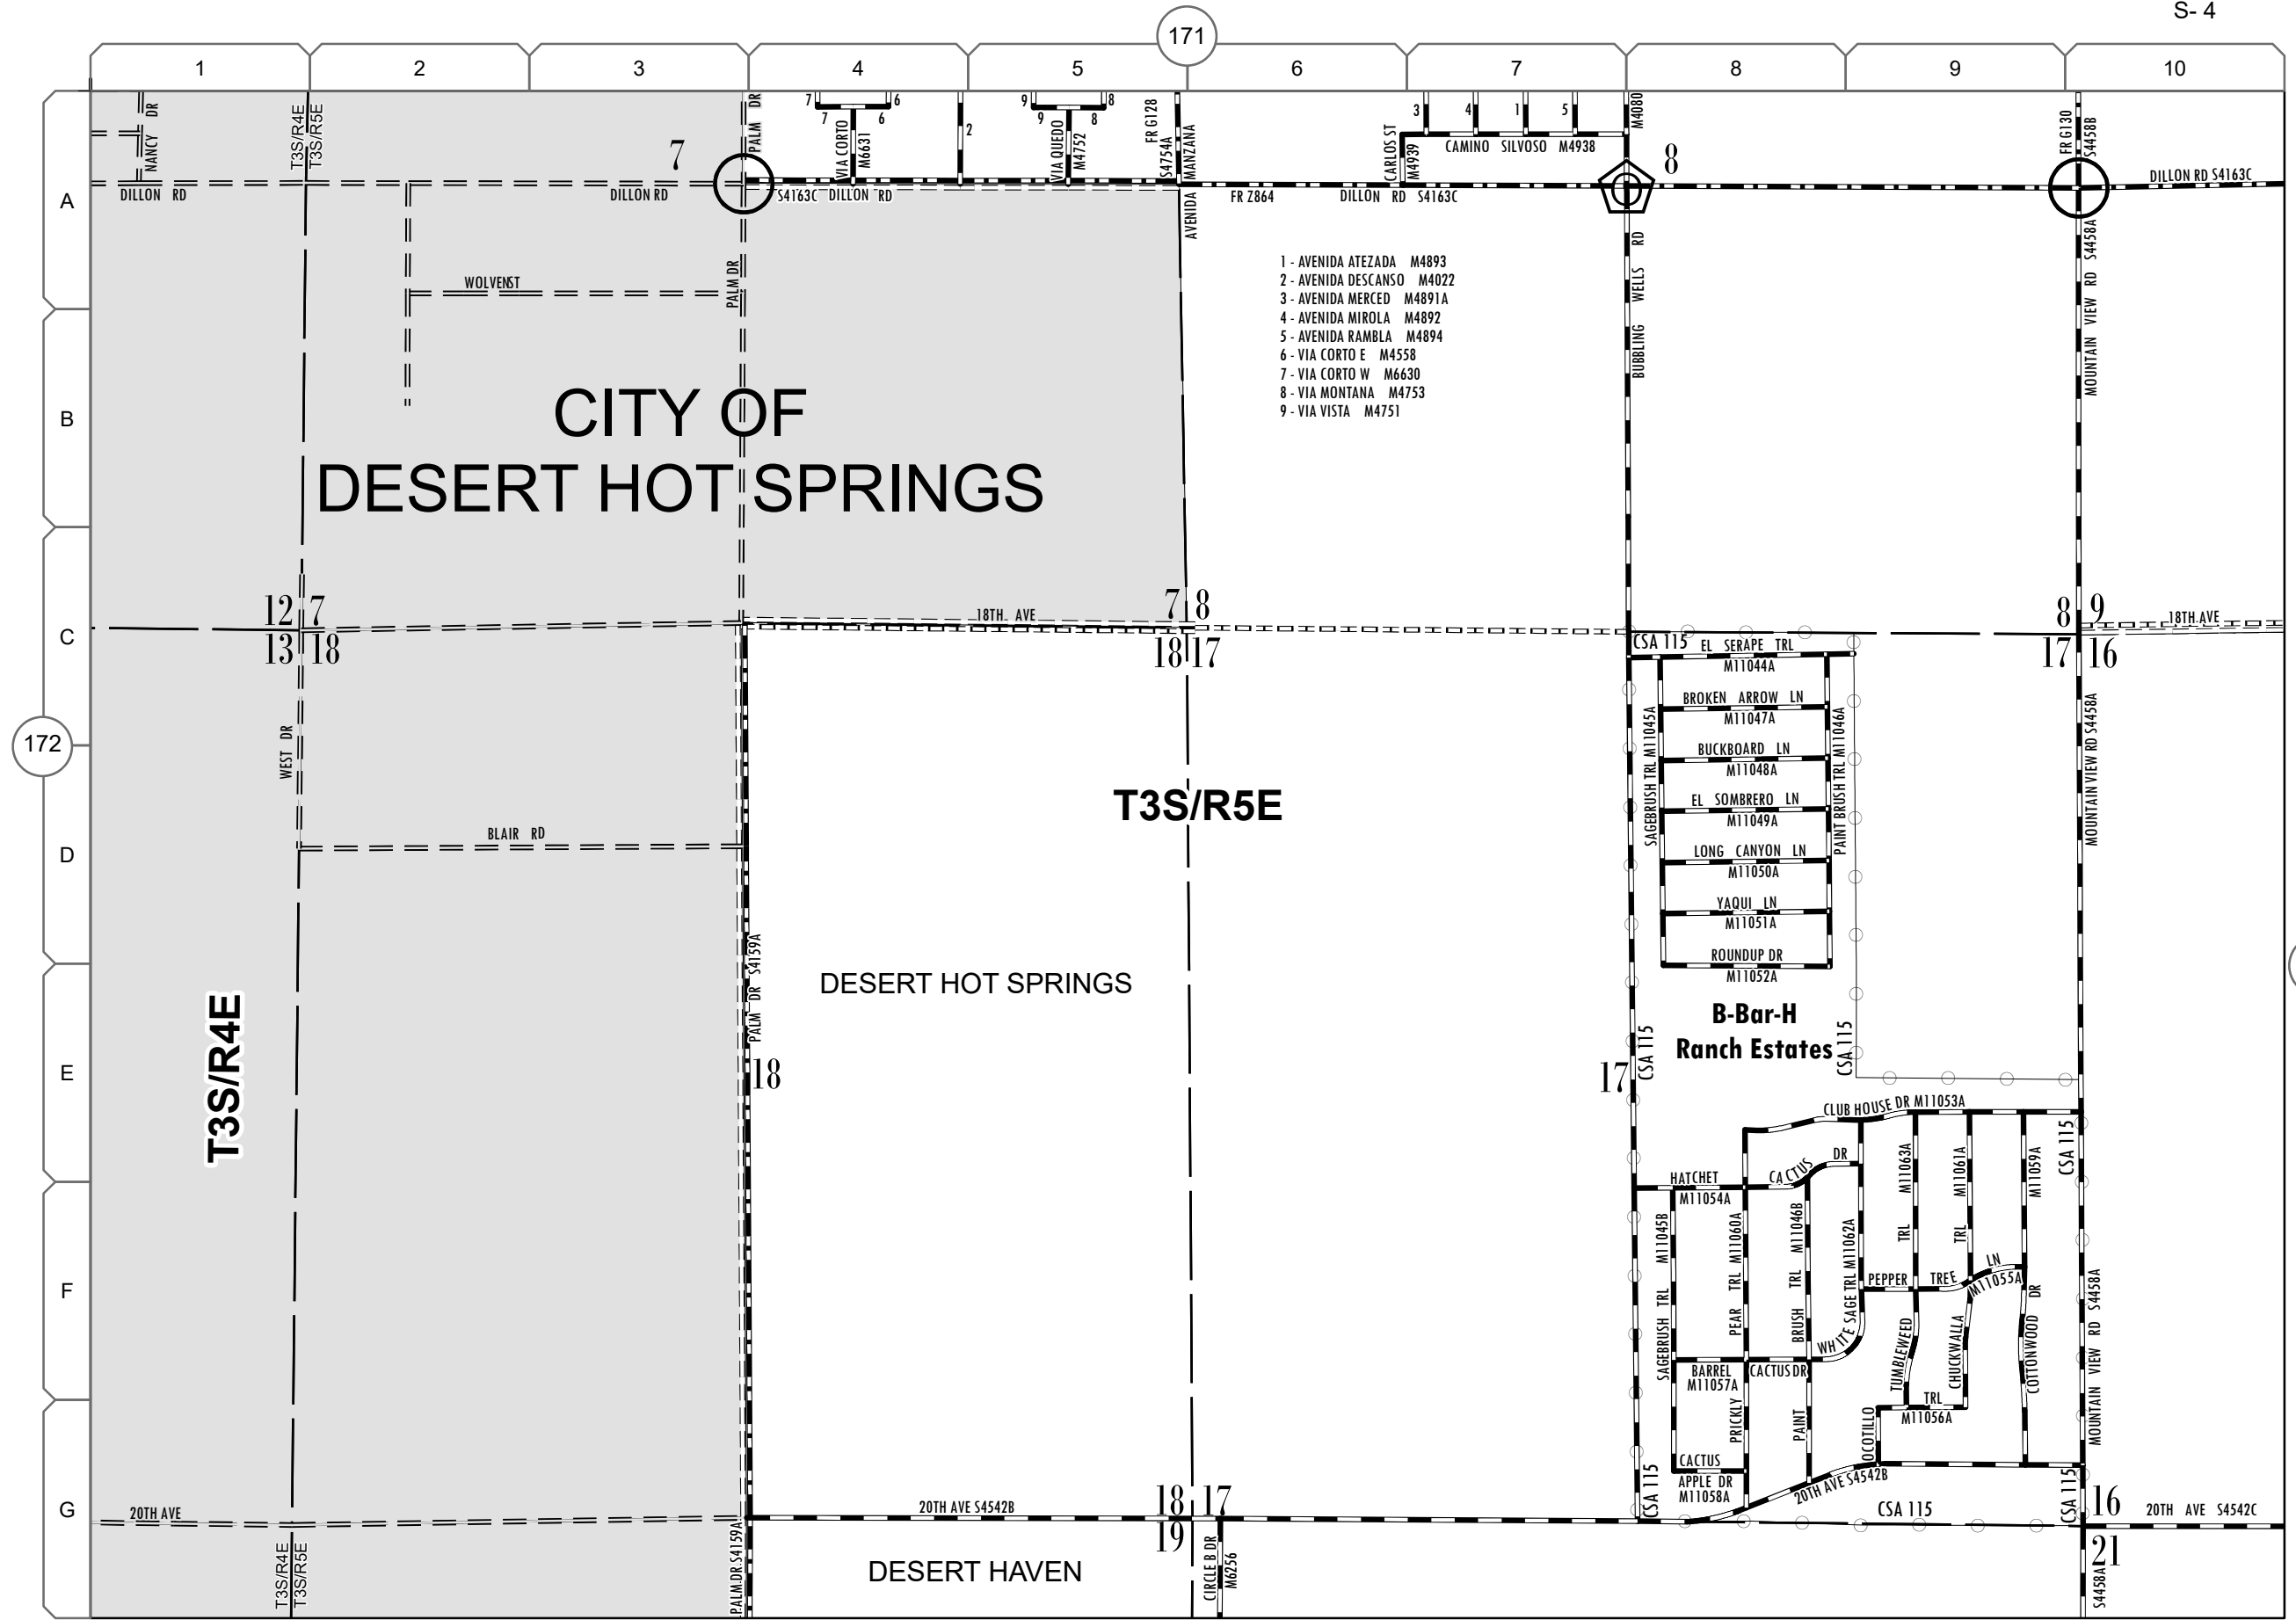 S- 4
171
1 2 3 4 5 6 7 8 9 10
A
B
C
D
E
F
G
172
NANCY DR
T3S/R4E
T3S/R5E
DILLON RD
7
DILLON RD
PALM DR
7 6
7 6
VIA CORTO
M6631
2
9 8
9 8
VIA QUEDO
M4752
FR G128
S4754A
AVENIDA MANZANA
S4163C DILLON RD
FR Z864 DILLON RD S4163C
CARLOS ST
M4939
3 4 1 5
CAMINO SILVOSO M4938
M4080
8
FR G130
S4458B
DILLON RD S4163C
WOLVENST
PALM DR
1 - AVENIDA ATEZADA M4893
2 - AVENIDA DESCANSO M4022
3 - AVENIDA MERCED M4891A
4 - AVENIDA MIROLA M4892
5 - AVENIDA RAMBLA M4894
6 - VIA CORTO E M4558
7 - VIA CORTO W M6630
8 - VIA MONTANA M4753
9 - VIA VISTA M4751
BUBBLING WELLS RD
MOUNTAIN VIEW RD S4458A
CITY OF
DESERT HOT SPRINGS
12 7
13 18
18TH AVE
7 8
18 17
8 9
17 16
18TH AVE
WEST DR
BLAIR RD
T3S/R5E
CSA 115
EL SERAPE TRL
M11044A
BROKEN ARROW LN
M11047A
BUCKBOARD LN
M11048A
EL SOMBRERO LN
M11049A
LONG CANYON LN
M11050A
YAQUI LN
M11051A
ROUNDUP DR
M11052A
SAGEBRUSH TRL M11045A
PAINT BRUSH TRL M11046A
MOUNTAIN VIEW RD S4458A
PALM DR S4159A
DESERT HOT SPRINGS
T3S/R4E
18
17
B-Bar-H
Ranch Estates
CSA 115
CSA 115
CLUB HOUSE DR M11053A
CSA 115
HATCHET CACTUS DR
M11054A
SAGEBRUSH TRL M11045B
PRICKLY PEAR TRL M11060A
PAINT BRUSH TRL M11046B
WHITE SAGE TRL M11062A
TUMBLEWEED TRL M11063A
CHUCKWALLA TRL M11061A
COTTONWOOD DR M11059A
PEPPER TREE LN
M11055A
MOUNTAIN VIEW RD S4458A
BARREL CACTUS DR
M11057A
OCOTILLO TRL
M11056A
CACTUS
APPLE DR
M11058A
20TH AVE S4542B
CSA 115
CSA 115
CSA 115
20TH AVE
20TH AVE S4542B
18 17
19
16
21
20TH AVE S4542C
T3S/R4E
T3S/R5E
PALM DR S4159A
DESERT HAVEN
CIRCLE B DR
M6256
S4458A